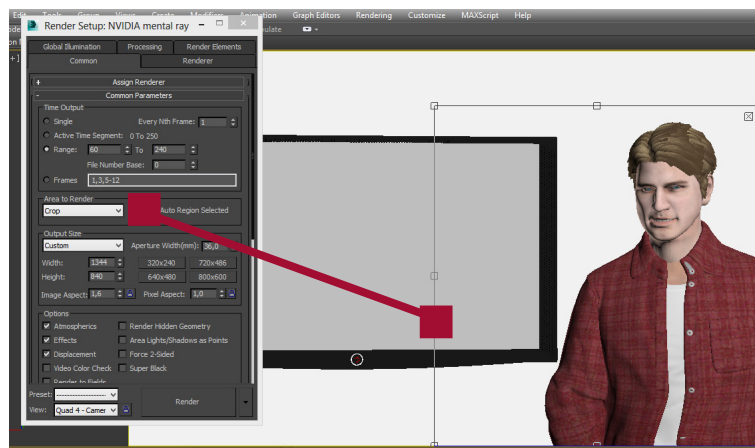 Edit Tools Group Views Animation Graph Editors Rendering Customize MAXScript Help
Render Setup: NVIDIA mental ray
Global Illumination Processing Render Elements
Common Renderer
+ Assign Renderer
- Common Parameters
Time Output
Single Every Nth Frame: 1
Active Time Segment: 0 To 250
Range: 60 To 240
File Number Base: 0
Frames 1,3,5-12
Area to Render
Crop Auto Region Selected
Output Size
Custom Aperture Width(mm): 36,0
Width: 1344 320x240 720x486
Height: 840 640x480 800x600
Image Aspect: 1,6 Pixel Aspect: 1,0
Options
Atmospherics Render Hidden Geometry
Effects Area Lights/Shadows as Points
Displacement Force 2-Sided
Video Color Check Super Black
Render to Fields
Preset: --------------------
Render
View: Quad 4 - Camer